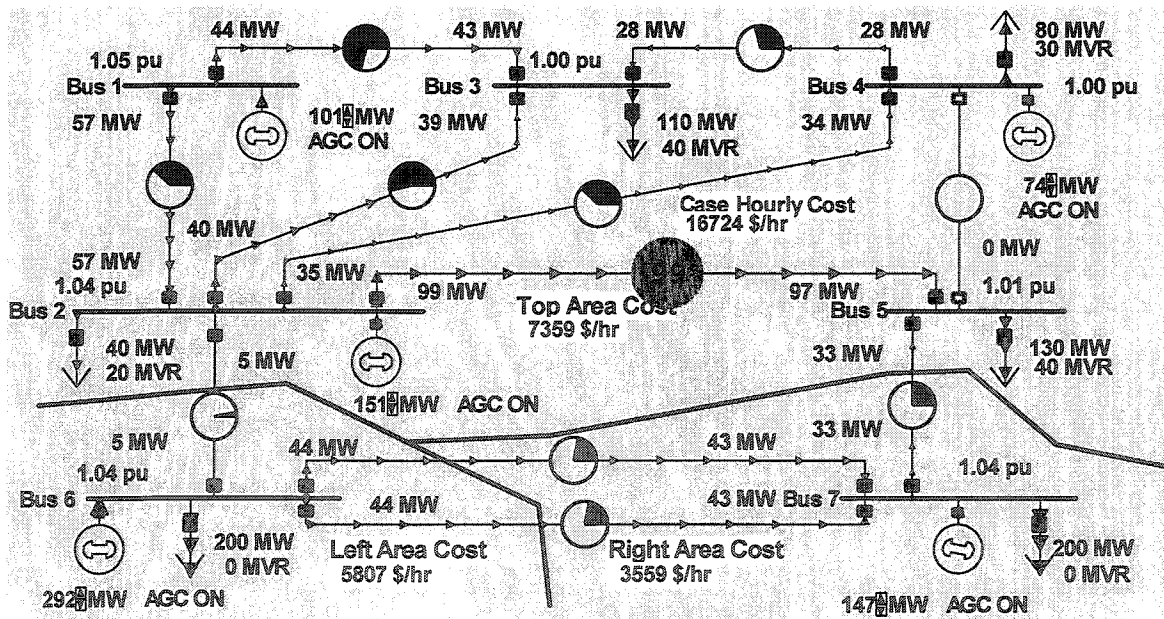 44 MW
43 MW
28 MW
28 MW
80 MW
30 MVR
1.05 pu
1.00 pu
Bus 1
Bus 3
Bus 4
1.00 pu
57 MW
101 MW
AGC ON
39 MW
110 MW
40 MVR
34 MW
74 MW
AGC ON
Case Hourly Cost
16724 $/hr
40 MW
0 MW
57 MW
1.04 pu
35 MW
99 MW
97 MW
1.01 pu
Bus 2
Top Area Cost
7359 $/hr
Bus 5
40 MW
20 MVR
5 MW
33 MW
130 MW
40 MVR
151 MW AGC ON
5 MW
44 MW
43 MW
33 MW
1.04 pu
1.04 pu
Bus 6
44 MW
43 MW
Bus 7
200 MW
0 MVR
Left Area Cost
5807 $/hr
Right Area Cost
3559 $/hr
200 MW
0 MVR
292 MW AGC ON
147 MW AGC ON